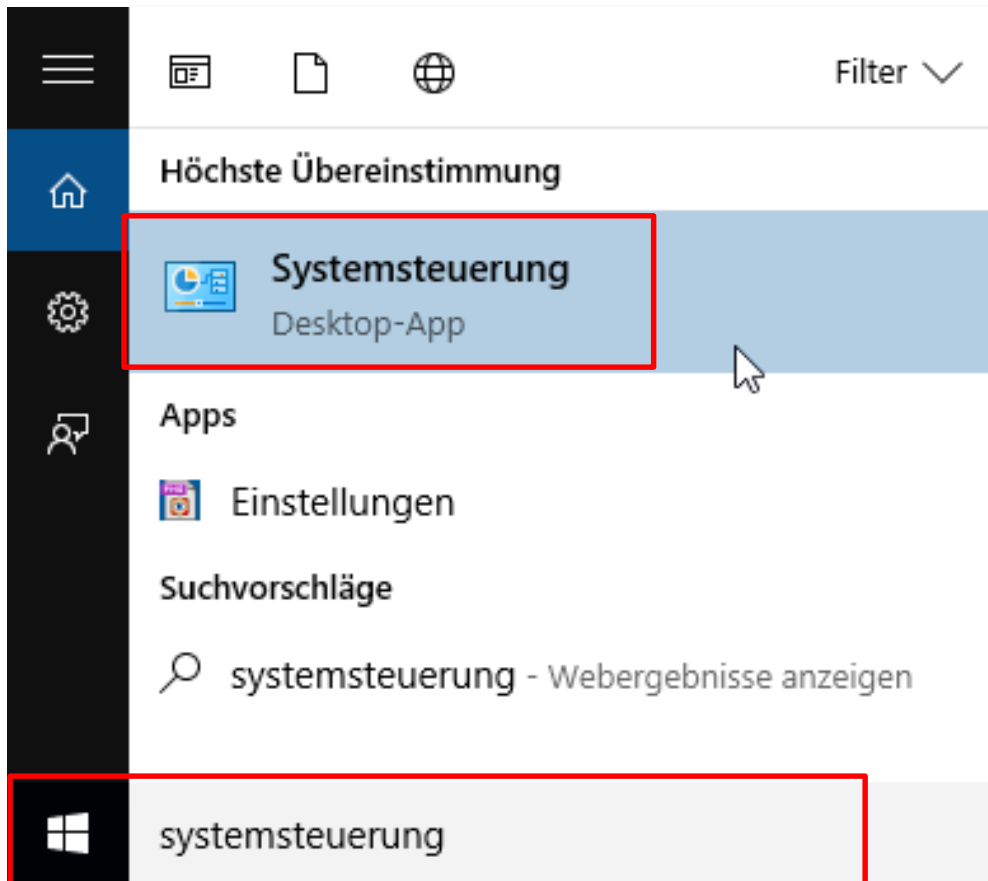 Filter
Höchste Übereinstimmung
Systemsteuerung
Desktop-App
Apps
Einstellungen
Suchvorschläge
systemsteuerung - Webergebnisse anzeigen
systemsteuerung